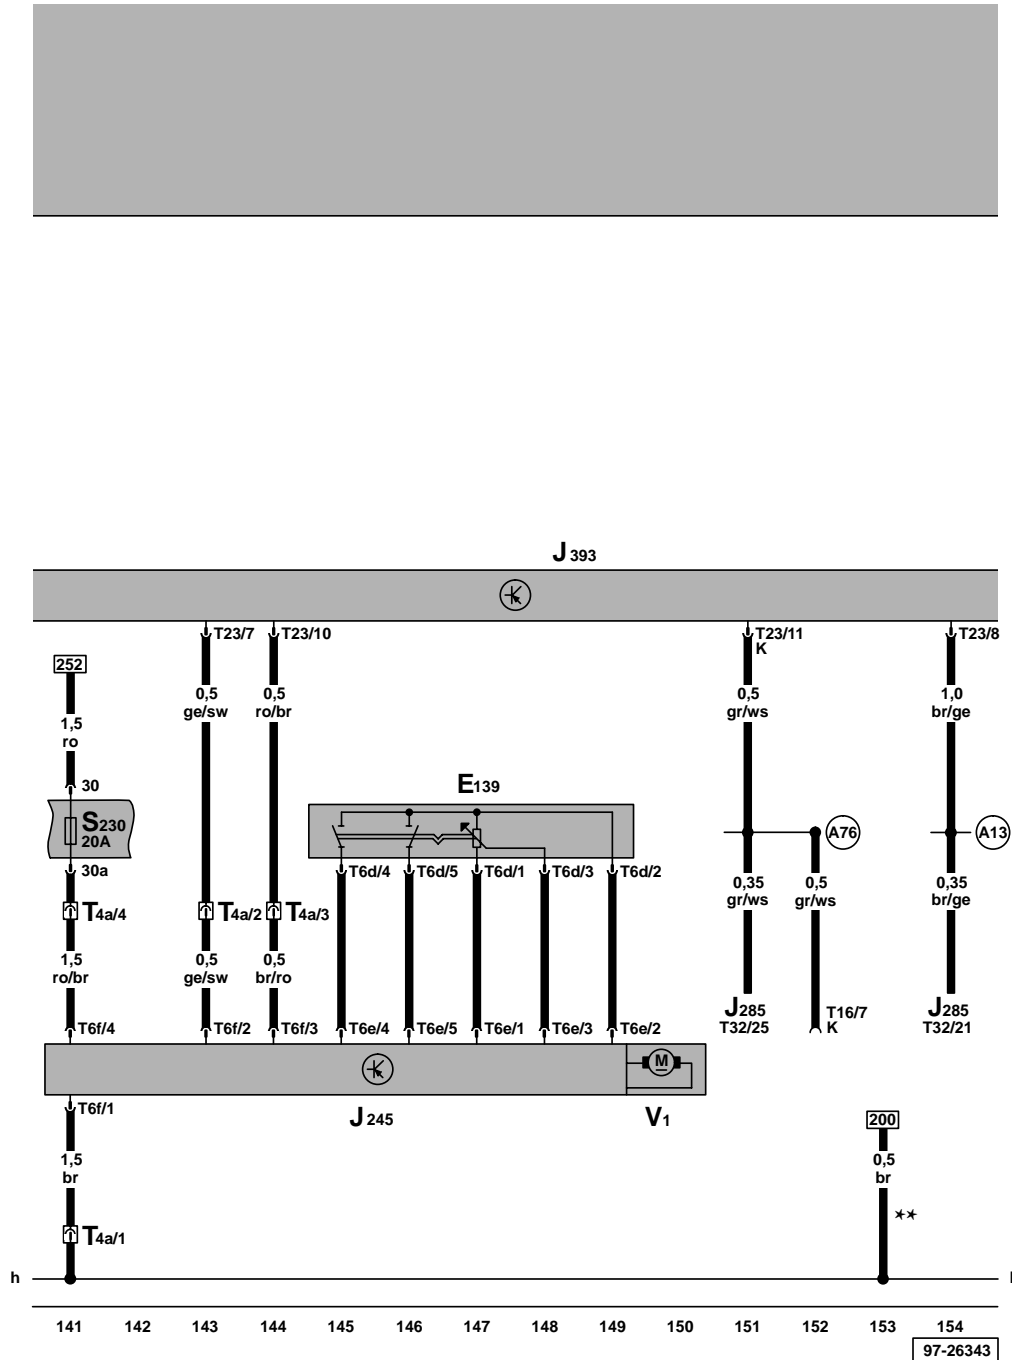 J 393
T23/7 T23/10 T23/11 T23/8
K
252
0,5 0,5 0,5 1,0
ge/sw ro/br gr/ws br/ge
1,5
ro
30
E139
S230
20A
A76 A13
30a T6d/4 T6d/5 T6d/1 T6d/3 T6d/2
0,35 0,5 0,35
gr/ws gr/ws br/ge
T4a/4 T4a/2 T4a/3
1,5 0,5 0,5
ro/br ge/sw br/ro
J285 T16/7 J285
T6f/4 T6f/2 T6f/3 T6e/4 T6e/5 T6e/1 T6e/3 T6e/2 T32/25 K T32/21
M
T6f/1
J 245 V1
200
1,5 0,5
br br
**
T4a/1
h
141 142 143 144 145 146 147 148 149 150 151 152 153 154
97-26343